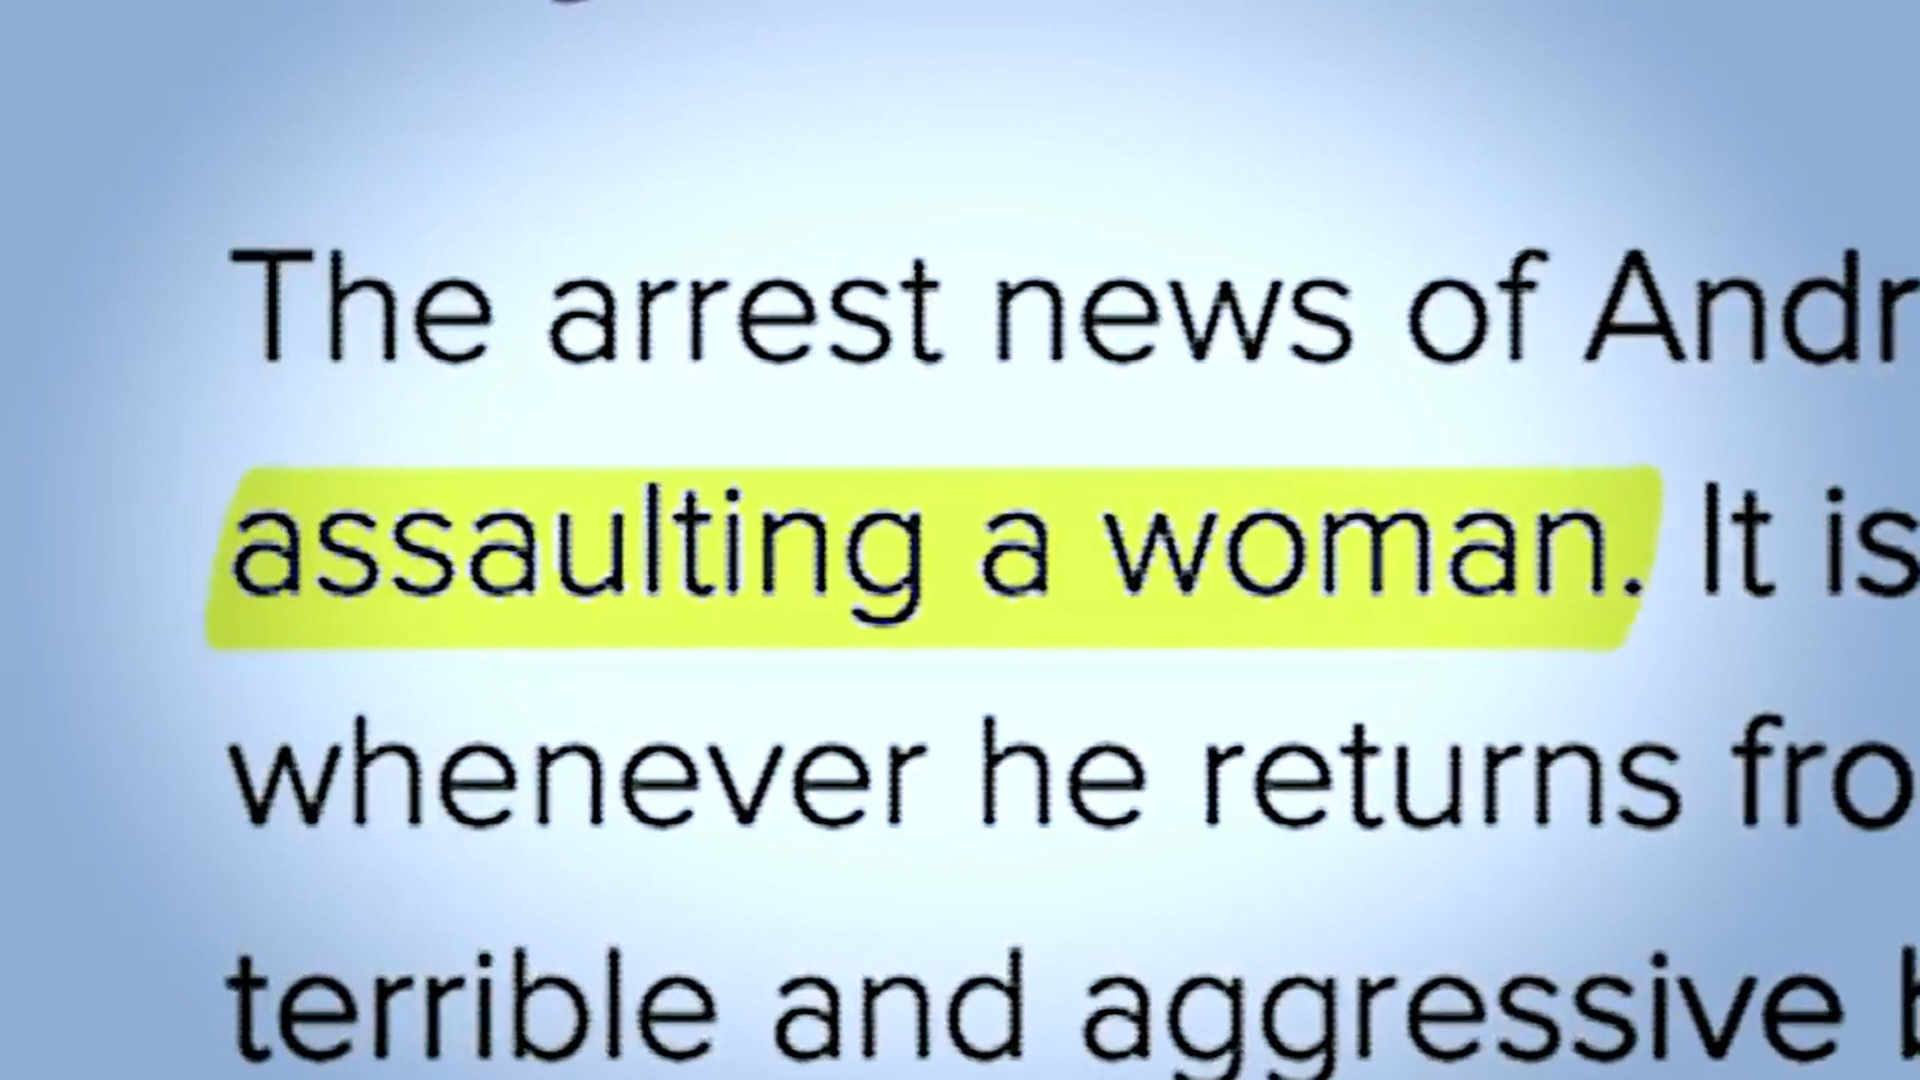 The arrest news of Andr
assaulting a woman. It is
whenever he returns fro
terrible and aggressive